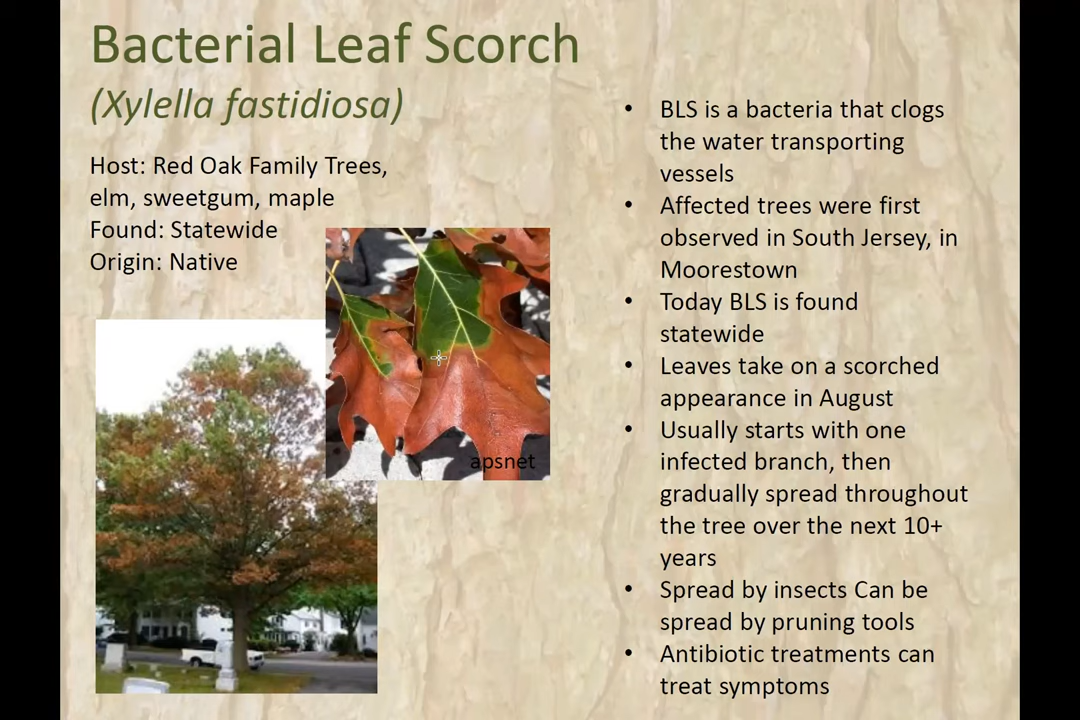 Bacterial Leaf Scorch
(Xylella fastidiosa)
Host: Red Oak Family Trees,
elm, sweetgum, maple
Found: Statewide
Origin: Native
apsnet
• BLS is a bacteria that clogs
the water transporting
vessels
• Affected trees were first
observed in South Jersey, in
Moorestown
• Today BLS is found
statewide
• Leaves take on a scorched
appearance in August
• Usually starts with one
infected branch, then
gradually spread throughout
the tree over the next 10+
years
• Spread by insects Can be
spread by pruning tools
• Antibiotic treatments can
treat symptoms